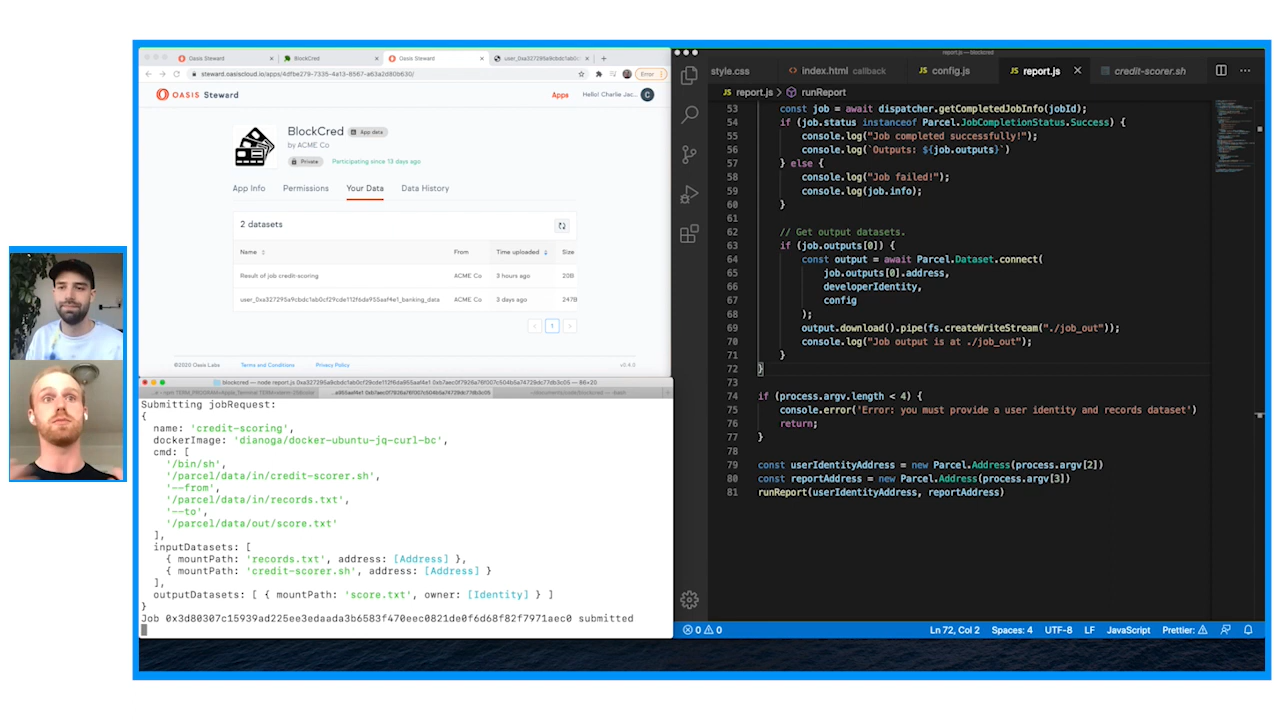 Oasis Steward
BlockCred
Oasis Steward
steward.oasiscloud.io/apps/4dfbe279-7335-4a13-8567-a63a2d80b630/
Error
OASIS Steward
Apps
Hello! Charlie Jac...
C
BlockCred
App data
by ACME Co
Private
Participating since 13 days ago
App Info
Permissions
Your Data
Data History
2 datasets
Name
From
Time uploaded
Size
Result of job credit-scoring
ACME Co
3 hours ago
20B
user_0xa327295a9cbdc1ab0cf29cde112f6da955aaf4e1_banking_data
ACME Co
3 days ago
247B
1
©2020 Oasis Labs
Terms and Conditions
Privacy Policy
v0.4.0
Submitting jobRequest:
{
name: 'credit-scoring',
dockerImage: 'dianoga/docker-ubuntu-jq-curl-bc',
cmd: [
'/bin/sh',
'/parcel/data/in/credit-scorer.sh',
'--from',
'/parcel/data/in/records.txt',
'--to',
'/parcel/data/out/score.txt'
],
inputDatasets: [
{ mountPath: 'records.txt', address: [Address] },
{ mountPath: 'credit-scorer.sh', address: [Address] }
],
outputDatasets: [ { mountPath: 'score.txt', owner: [Identity] } ]
}
Job 0x3d80307c15939ad225ee3edaada3b6583f470eec0821de0f6d68f82f7971aec0 submitted
report.js — blockcred
style.css
<> index.html callback
JS config.js
JS report.js
credit-scorer.sh
JS report.js > runReport
53 const job = await dispatcher.getCompletedJobInfo(jobId);
54 if (job.status instanceof Parcel.JobCompletionStatus.Success) {
55 console.log("Job completed successfully!");
56 console.log(`Outputs: ${job.outputs}`)
57 } else {
58 console.log("Job failed!");
59 console.log(job.info);
60 }
61
62 // Get output datasets.
63 if (job.outputs[0]) {
64 const output = await Parcel.Dataset.connect(
65 job.outputs[0].address,
66 developerIdentity,
67 config
68 );
69 output.download().pipe(fs.createWriteStream("./job_out"));
70 console.log("Job output is at ./job_out");
71 }
72 }
73
74 if (process.argv.length < 4) {
75 console.error('Error: you must provide a user identity and records dataset')
76 return;
77 }
78
79 const userIdentityAddress = new Parcel.Address(process.argv[2])
80 const reportAddress = new Parcel.Address(process.argv[3])
81 runReport(userIdentityAddress, reportAddress)
0 0
Ln 72, Col 2
Spaces: 4
UTF-8
LF
JavaScript
Prettier: